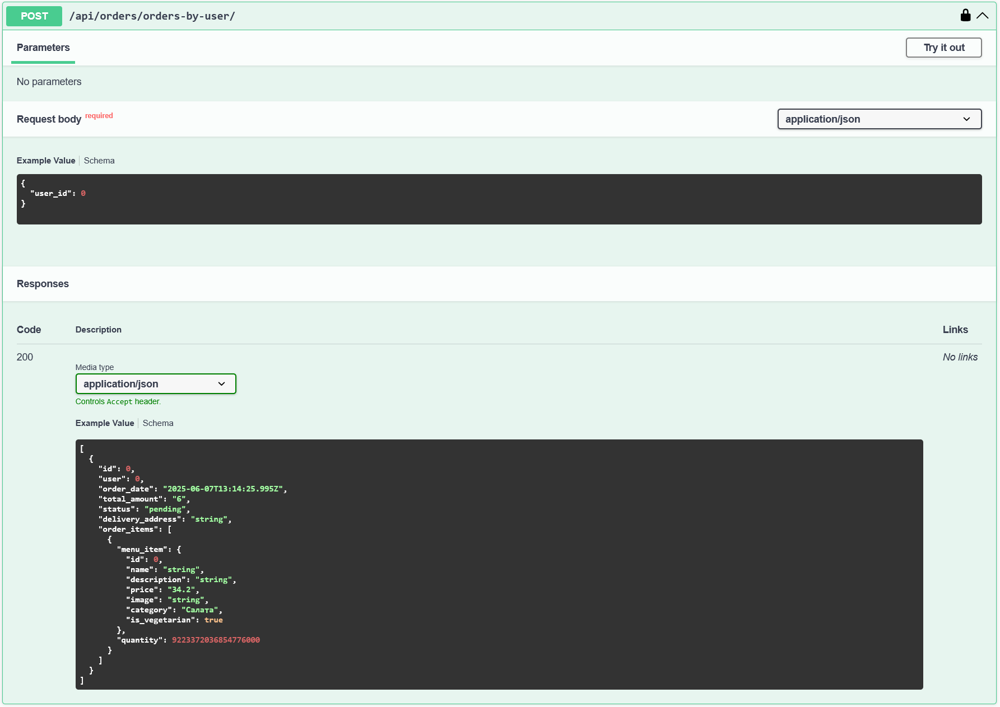 POST /api/orders/orders-by-user/
Parameters
Try it out
No parameters
Request body required
application/json
Example Value
Schema
{
"user_id": 0
}
Responses
Code
Description
Links
200
No links
Media type
application/json
Controls Accept header.
Example Value
Schema
[
{
"id": 0,
"user": 0,
"order_date": "2025-06-07T13:14:25.995Z",
"total_amount": "6",
"status": "pending",
"delivery_address": "string",
"order_items": [
{
"menu_item": {
"id": 0,
"name": "string",
"description": "string",
"price": "34.2",
"image": "string",
"category": "Салата",
"is_vegetarian": true
},
"quantity": 9223372036854776000
}
]
}
]